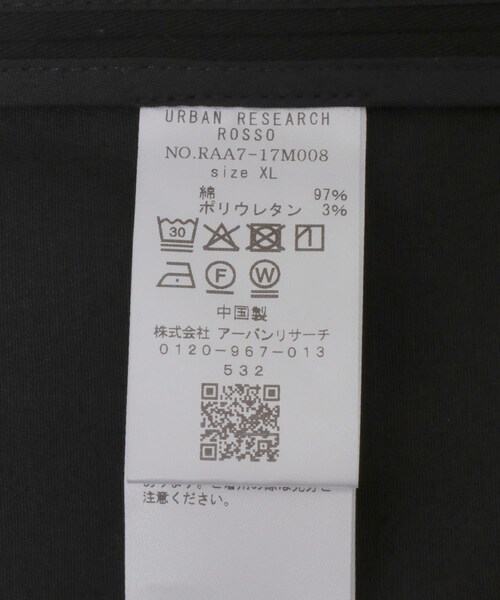 URBAN RESEARCH
ROSSO
NO.RAA7-17M008
size XL
綿 97%
ポリウレタン 3%
30
F W
中国製
株式会社 アーバンリサーチ
0120-967-013
532
注意ください。